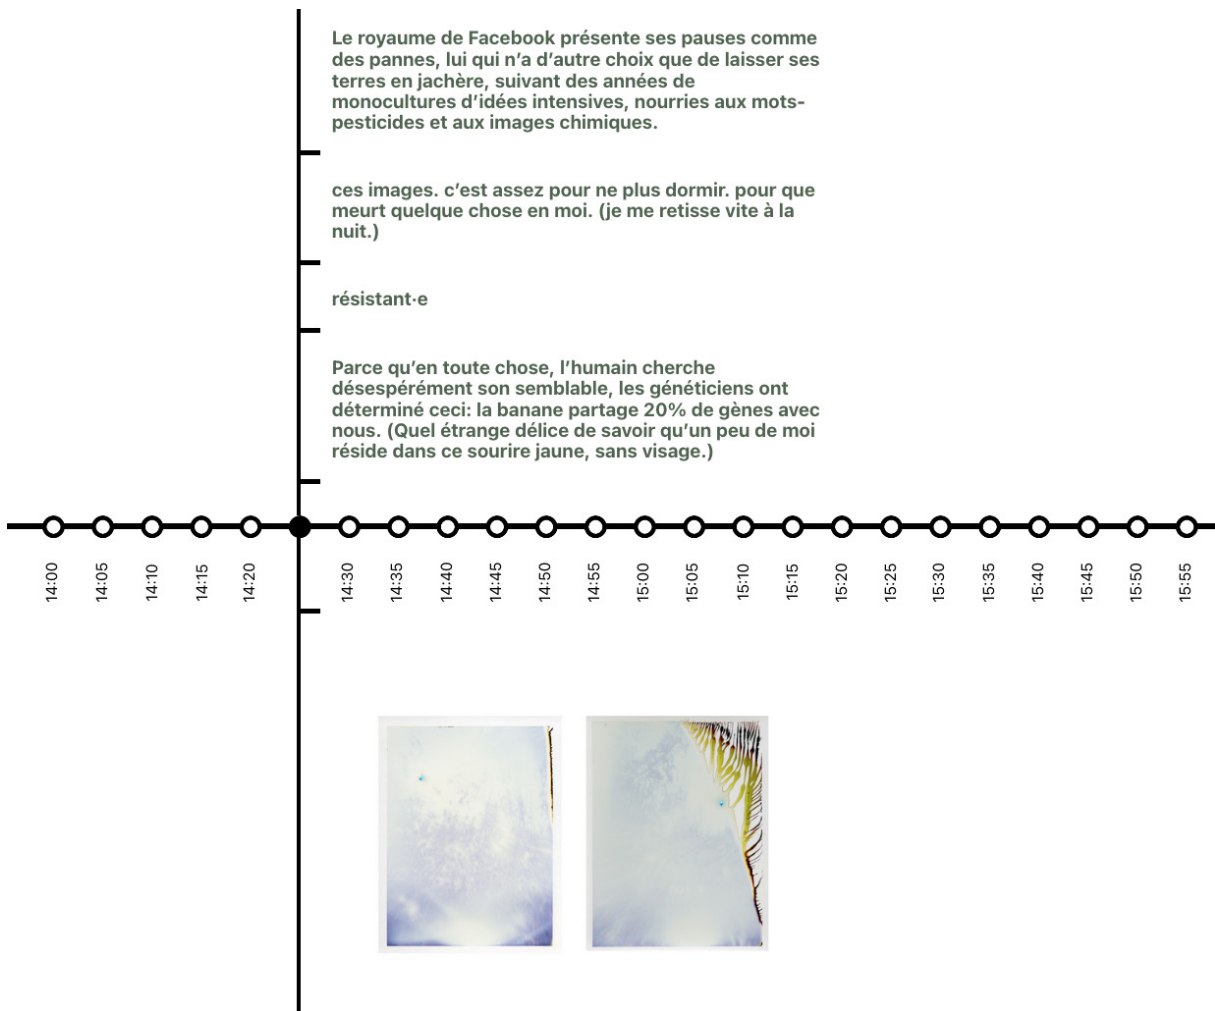 Le royaume de Facebook présente ses pauses comme
des pannes, lui qui n’a d’autre choix que de laisser ses
terres en jachère, suivant des années de
monocultures d’idées intensives, nourries aux mots-
pesticides et aux images chimiques.
ces images. c’est assez pour ne plus dormir. pour que
meurt quelque chose en moi. (je me retisse vite à la
nuit.)
résistant·e
Parce qu’en toute chose, l’humain cherche
désespérément son semblable, les généticiens ont
déterminé ceci: la banane partage 20% de gènes avec
nous. (Quel étrange délice de savoir qu’un peu de moi
réside dans ce sourire jaune, sans visage.)
14:00
14:05
14:10
14:15
14:20
14:30
14:35
14:40
14:45
14:50
14:55
15:00
15:05
15:10
15:15
15:20
15:25
15:30
15:35
15:40
15:45
15:50
15:55